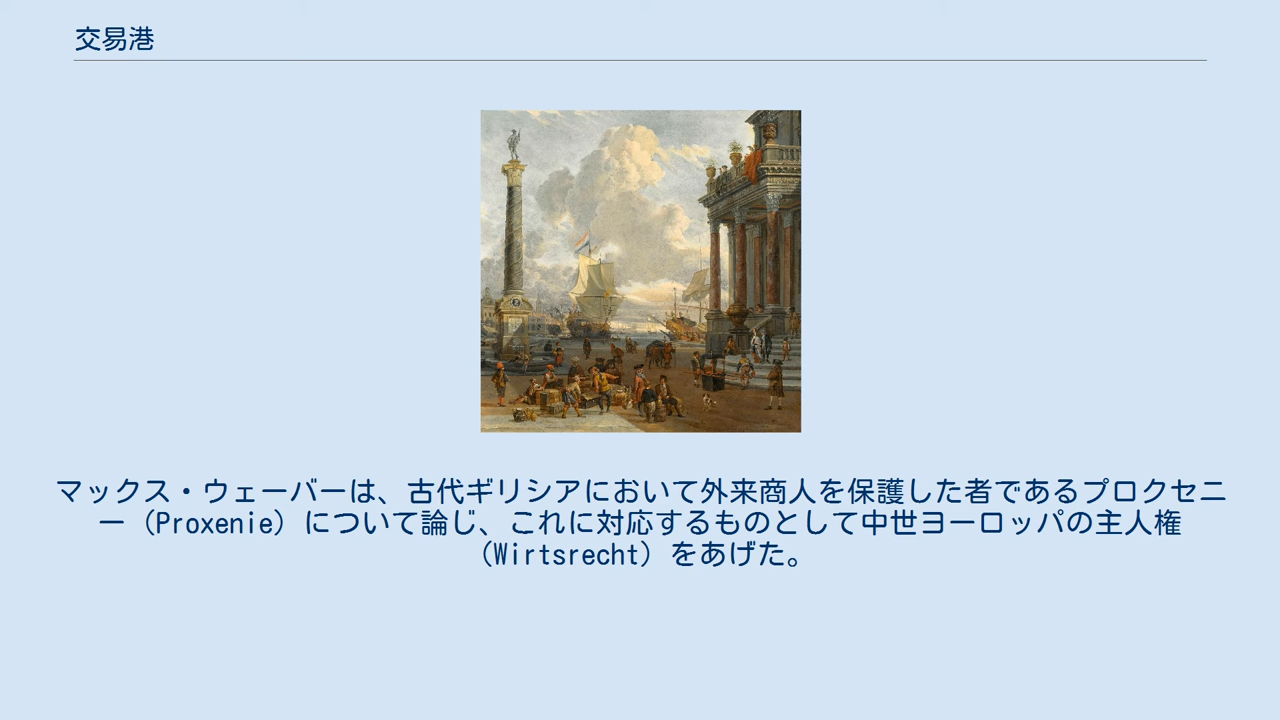 交易港
マックス・ウェーバーは、古代ギリシアにおいて外来商人を保護した者であるプロクセニ
ー（Proxenie）について論じ、これに対応するものとして中世ヨーロッパの主人権
（Wirtsrecht）をあげた。